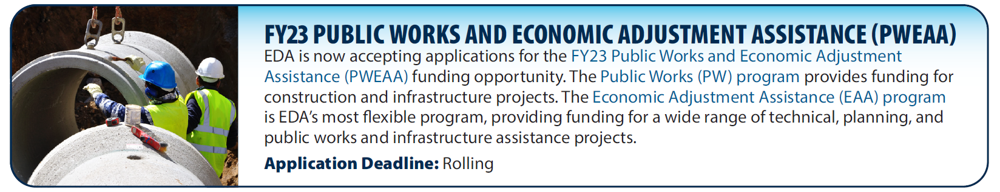 FY23 PUBLIC WORKS AND ECONOMIC ADJUSTMENT ASSISTANCE (PWEAA)
EDA is now accepting applications for the FY23 Public Works and Economic Adjustment
Assistance (PWEAA) funding opportunity. The Public Works (PW) program provides funding for
construction and infrastructure projects. The Economic Adjustment Assistance (EAA) program
is EDA’s most flexible program, providing funding for a wide range of technical, planning, and
public works and infrastructure assistance projects.
Application Deadline: Rolling